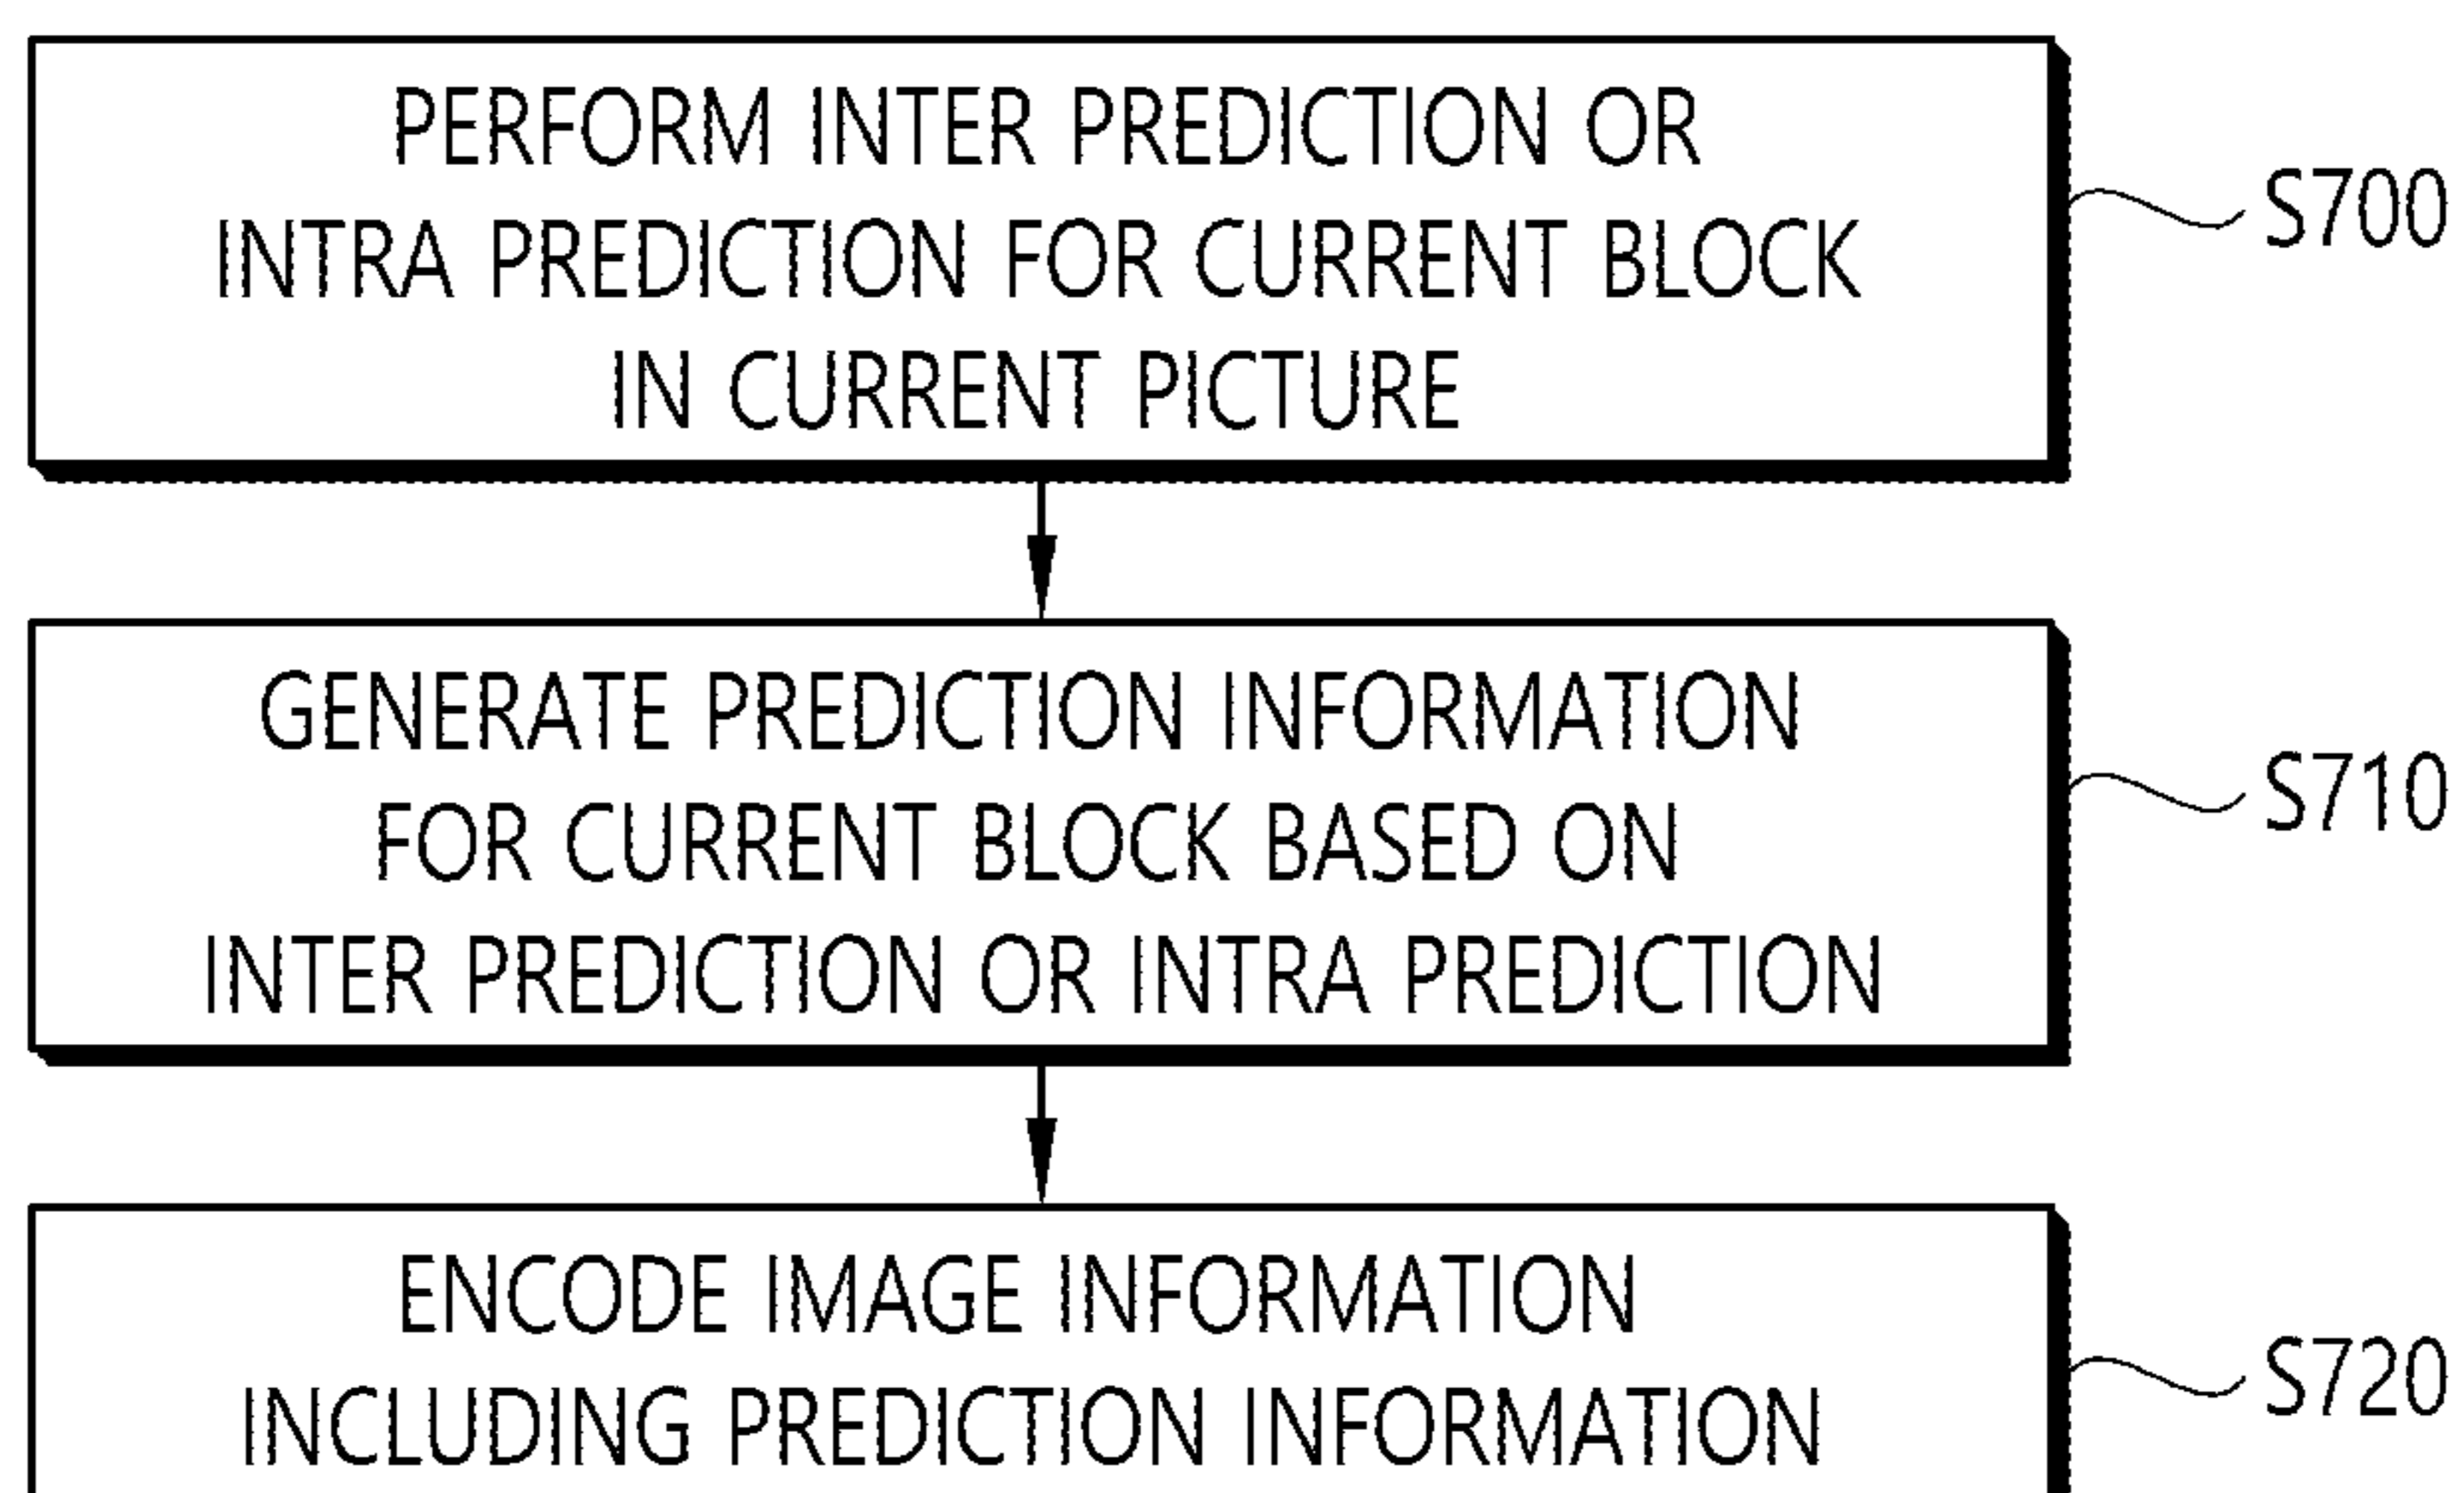 PERFORM INTER PREDICTION OR
INTRA PREDICTION FOR CURRENT BLOCK
IN CURRENT PICTURE
S700
GENERATE PREDICTION INFORMATION
FOR CURRENT BLOCK BASED ON
INTER PREDICTION OR INTRA PREDICTION
S710
ENCODE IMAGE INFORMATION
INCLUDING PREDICTION INFORMATION
S720